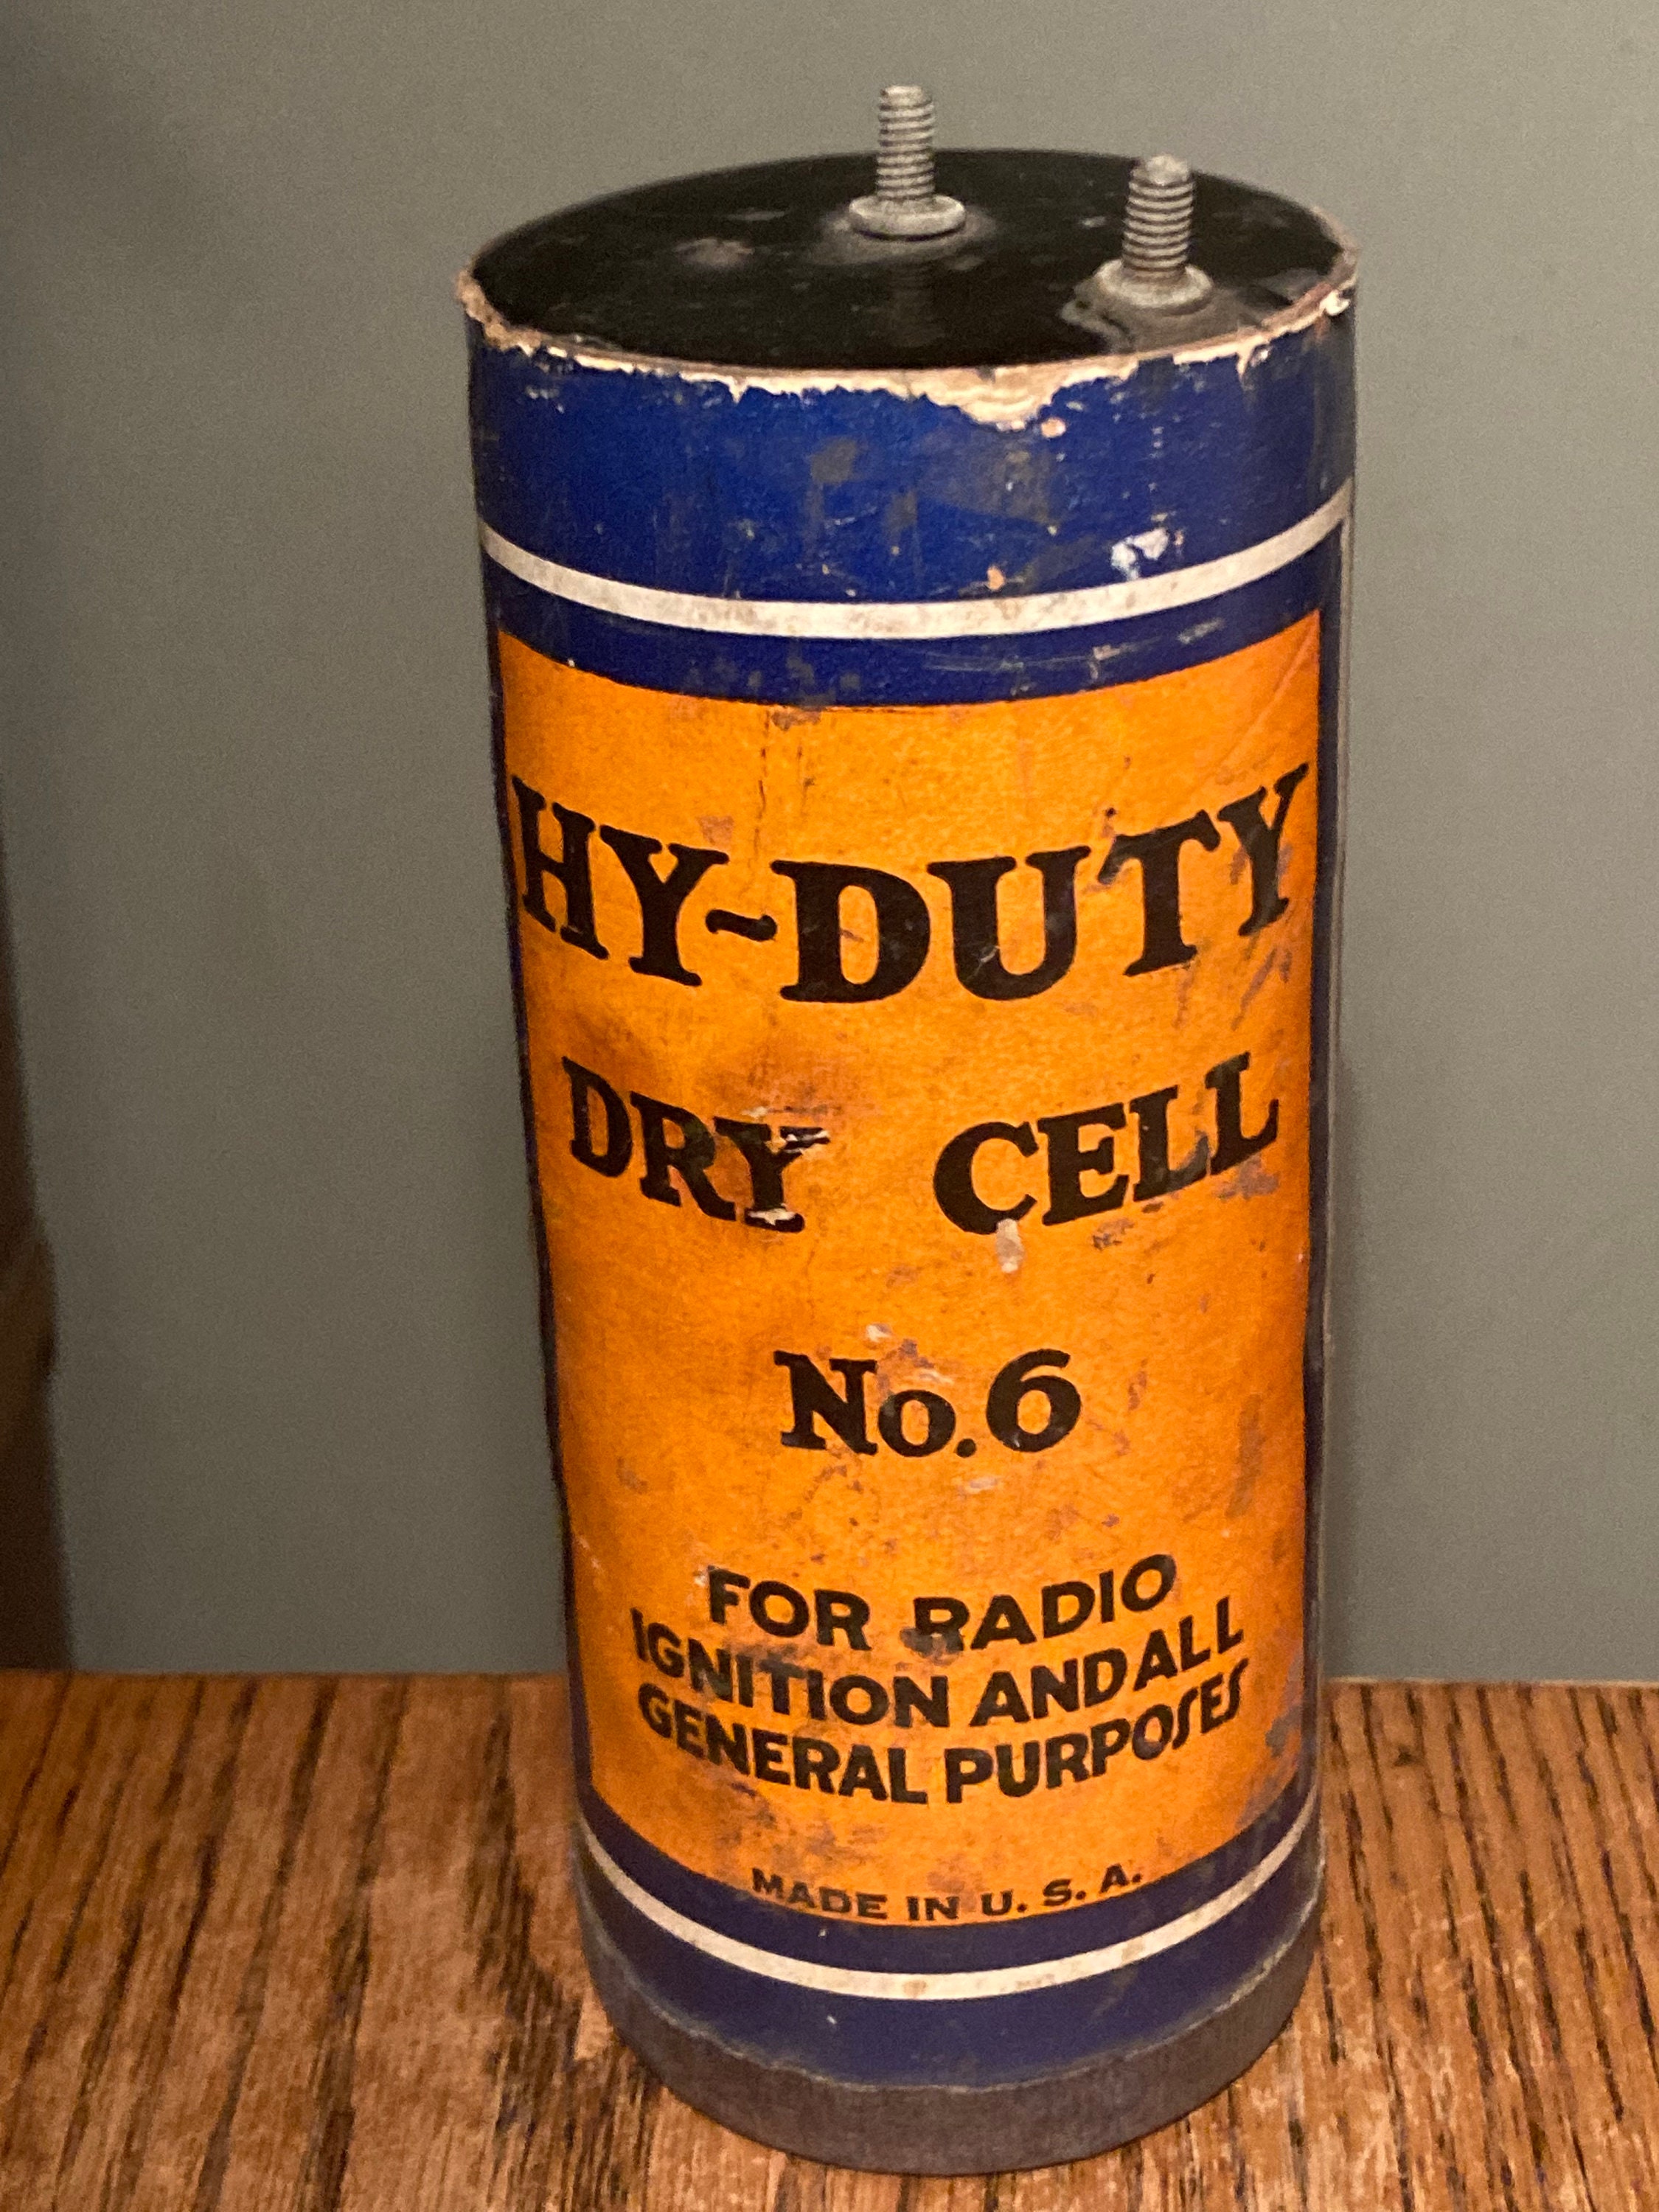 HY-DUTY
DRY CELL
No.6
FOR RADIO
IGNITION AND ALL
GENERAL PURPOSES
MADE IN U. S. A.